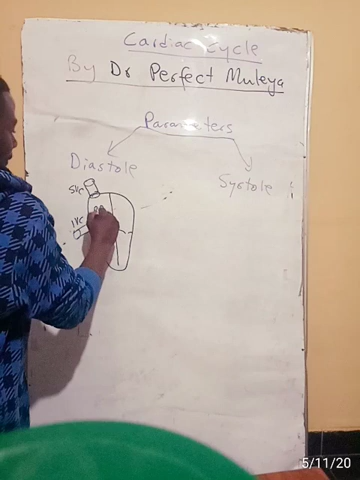 Cardiac Cycle
By Dr Perfect Muleya
Parameters
Diastole
Systole
SVC
IVC
5/11/20